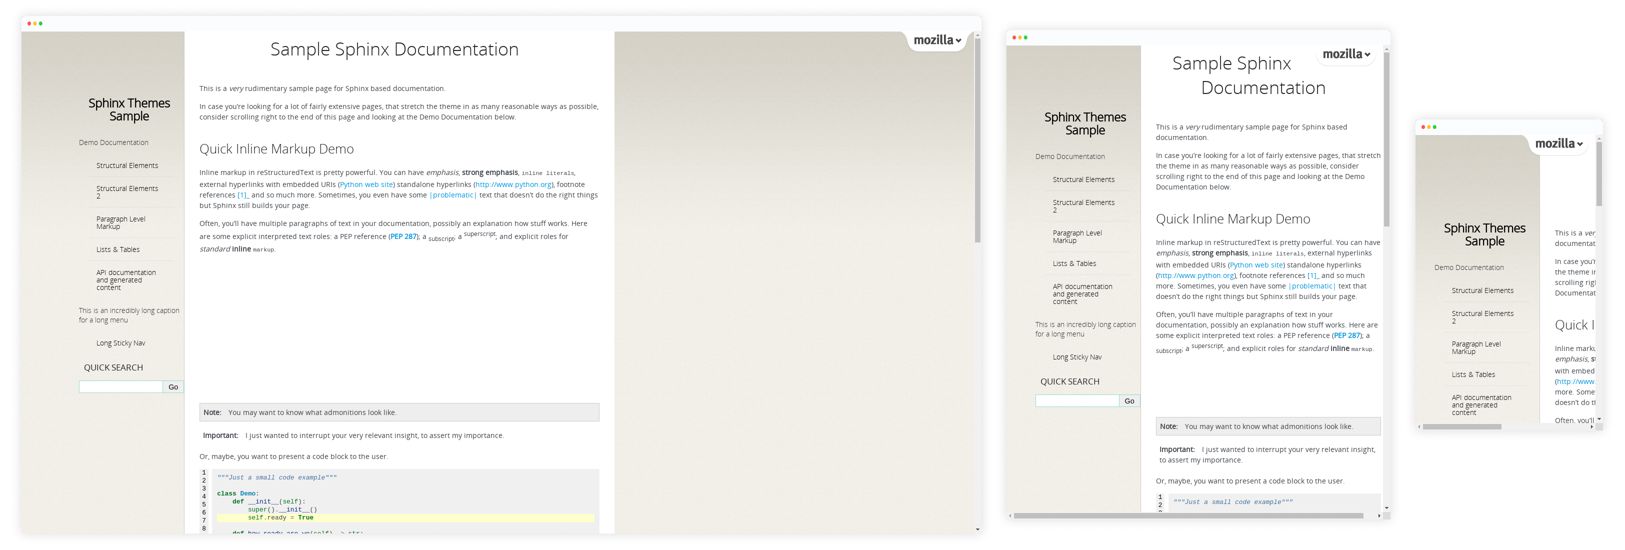 mozilla
Sample Sphinx Documentation
Sphinx Themes
Sample
Demo Documentation
Structural Elements
Structural Elements
2
Paragraph Level
Markup
Lists & Tables
API documentation
and generated
content
This is an incredibly long caption
for a long menu
Long Sticky Nav
QUICK SEARCH
Go
This is a very rudimentary sample page for Sphinx based documentation.
In case you're looking for a lot of fairly extensive pages, that stretch the theme in as many reasonable ways as possible,
consider scrolling right to the end of this page and looking at the Demo Documentation below.
Quick Inline Markup Demo
Inline markup in reStructuredText is pretty powerful. You can have emphasis, strong emphasis, inline literals,
external hyperlinks with embedded URIs (Python web site) standalone hyperlinks (http://www.python.org), footnote
references [1]_ and so much more. Sometimes, you even have some |problematic| text that doesn't do the right things
but Sphinx still builds your page.
Often, you'll have multiple paragraphs of text in your documentation, possibly an explanation how stuff works. Here
are some explicit interpreted text roles: a PEP reference (PEP 287); a subscript, a superscript, and explicit roles for
standard inline markup.
Note: You may want to know what admonitions look like.
Important: I just wanted to interrupt your very relevant insight, to assert my importance.
Or, maybe, you want to present a code block to the user.
1 """Just a small code example"""
2
3 class Demo:
4 def __init__(self):
5 super().__init__()
6 self.ready = True
7
8 def how_ready_are_we(self) -> str:
mozilla
Sample Sphinx
Documentation
Sphinx Themes
Sample
Demo Documentation
Structural Elements
Structural Elements
2
Paragraph Level
Markup
Lists & Tables
API documentation
and generated
content
This is an incredibly long caption
for a long menu
Long Sticky Nav
QUICK SEARCH
Go
This is a very rudimentary sample page for Sphinx based
documentation.
In case you're looking for a lot of fairly extensive pages, that stretch
the theme in as many reasonable ways as possible, consider
scrolling right to the end of this page and looking at the Demo
Documentation below.
Quick Inline Markup Demo
Inline markup in reStructuredText is pretty powerful. You can have
emphasis, strong emphasis, inline literals, external hyperlinks
with embedded URIs (Python web site) standalone hyperlinks
(http://www.python.org), footnote references [1]_ and so much
more. Sometimes, you even have some |problematic| text that
doesn't do the right things but Sphinx still builds your page.
Often, you'll have multiple paragraphs of text in your
documentation, possibly an explanation how stuff works. Here are
some explicit interpreted text roles: a PEP reference (PEP 287); a
subscript, a superscript, and explicit roles for standard inline markup.
Note: You may want to know what admonitions look like.
Important: I just wanted to interrupt your very relevant insight,
to assert my importance.
Or, maybe, you want to present a code block to the user.
1 """Just a small code example"""
2
mozilla
Sphinx Themes
Sample
Demo Documentation
Structural Elements
Structural Elements
2
Paragraph Level
Markup
Lists & Tables
API documentation
and generated
content
This is a very
documentat
In case you'r
the theme in
scrolling righ
Documentat
Quick I
Inline marku
emphasis, st
with embed
(http://www.
more. Some
doesn't do th
Often, you'll